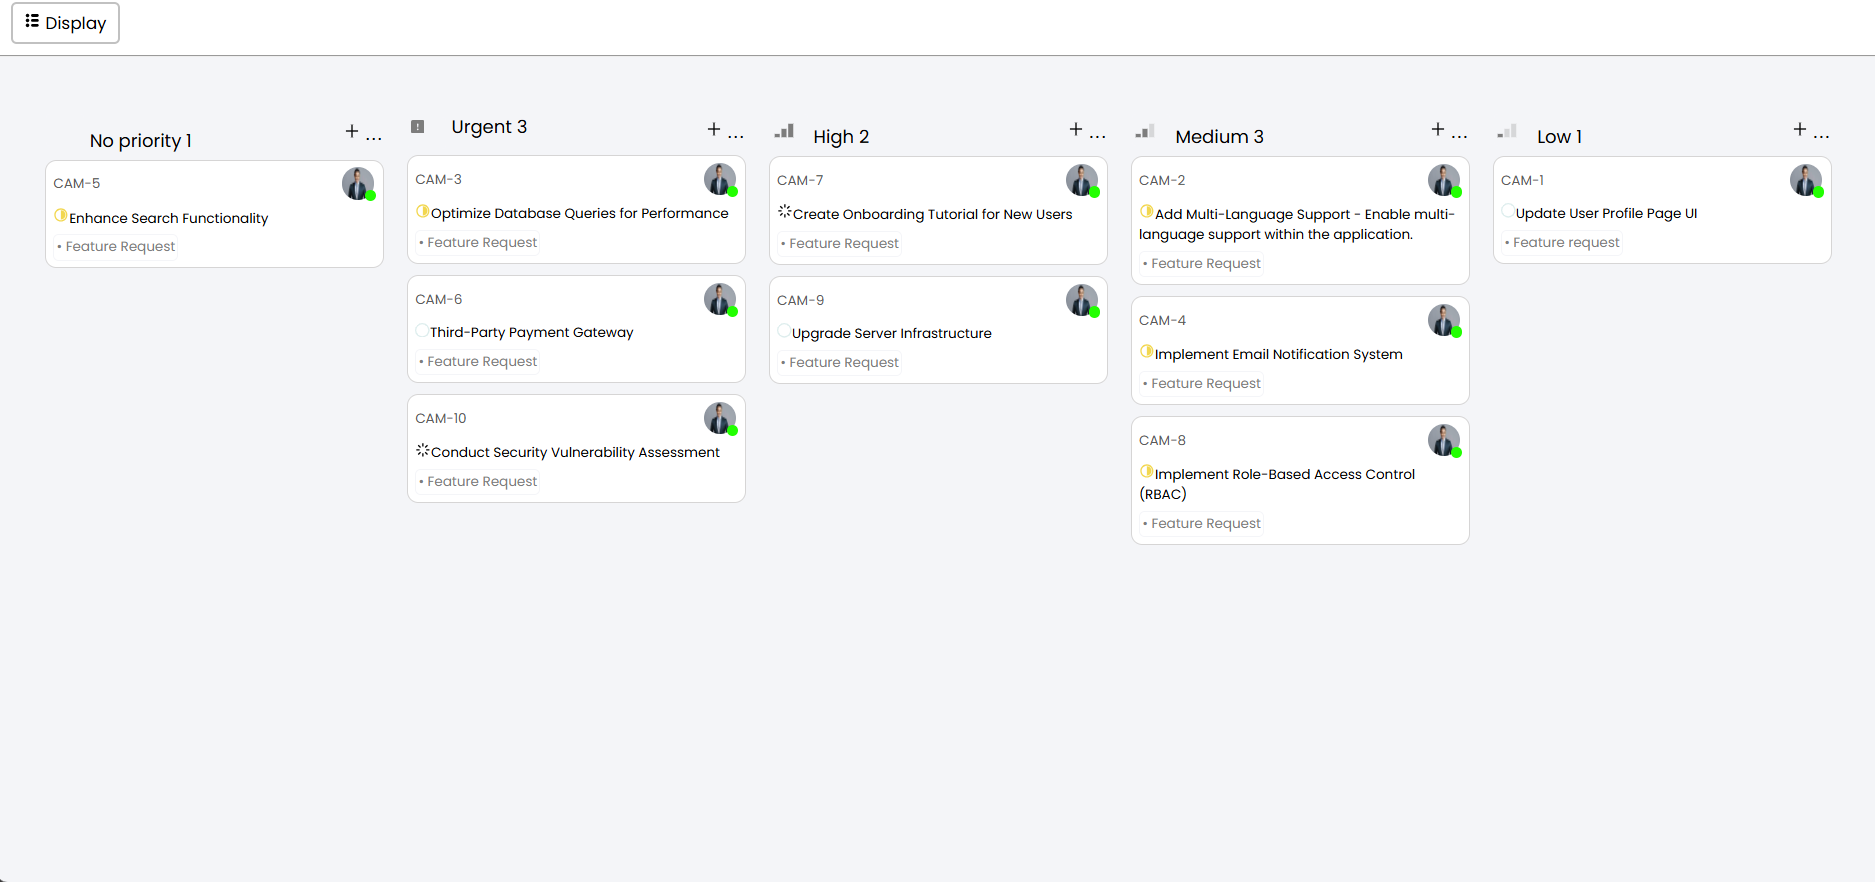 Display
No priority 1
+ ...
CAM-5
Enhance Search Functionality
• Feature Request
Urgent 3
+ ...
CAM-3
Optimize Database Queries for Performance
• Feature Request
CAM-6
Third-Party Payment Gateway
• Feature Request
CAM-10
Conduct Security Vulnerability Assessment
• Feature Request
High 2
+ ...
CAM-7
Create Onboarding Tutorial for New Users
• Feature Request
CAM-9
Upgrade Server Infrastructure
• Feature Request
Medium 3
+ ...
CAM-2
Add Multi-Language Support - Enable multi-
language support within the application.
• Feature Request
CAM-4
Implement Email Notification System
• Feature Request
CAM-8
Implement Role-Based Access Control
(RBAC)
• Feature Request
Low 1
+ ...
CAM-1
Update User Profile Page UI
• Feature request